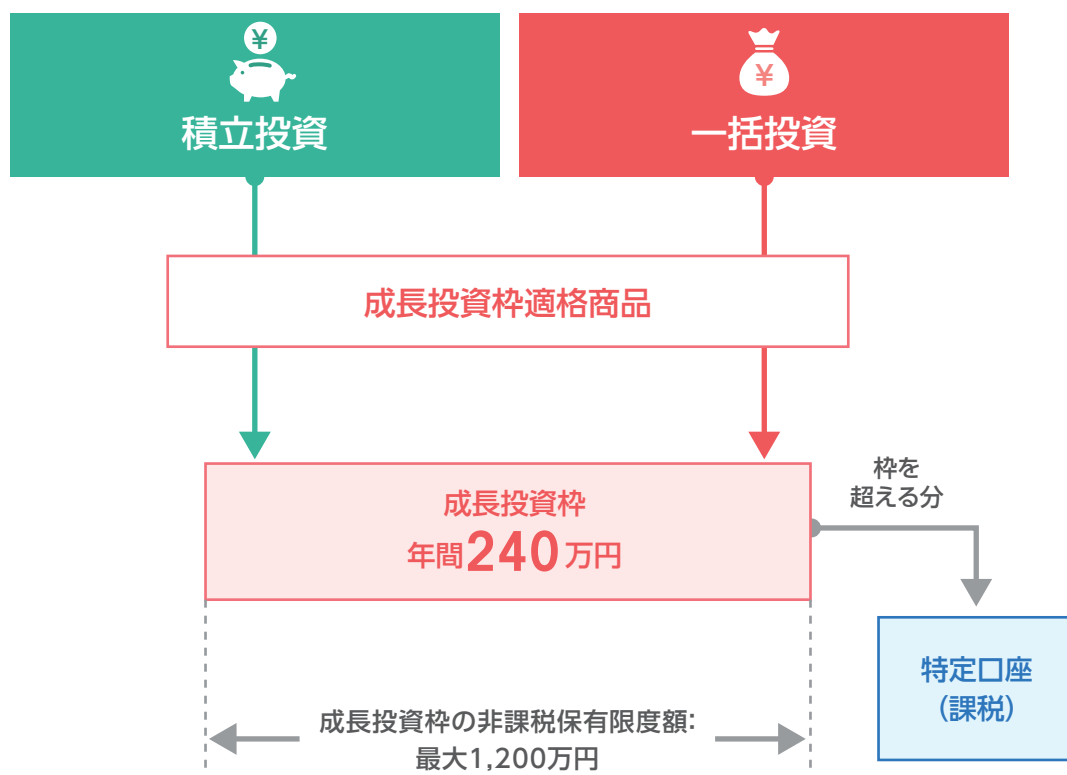 ¥
積立投資
¥
一括投資
成長投資枠適格商品
成長投資枠
年間240万円
枠を
超える分
特定口座
(課税)
成長投資枠の非課税保有限度額:
最大1,200万円